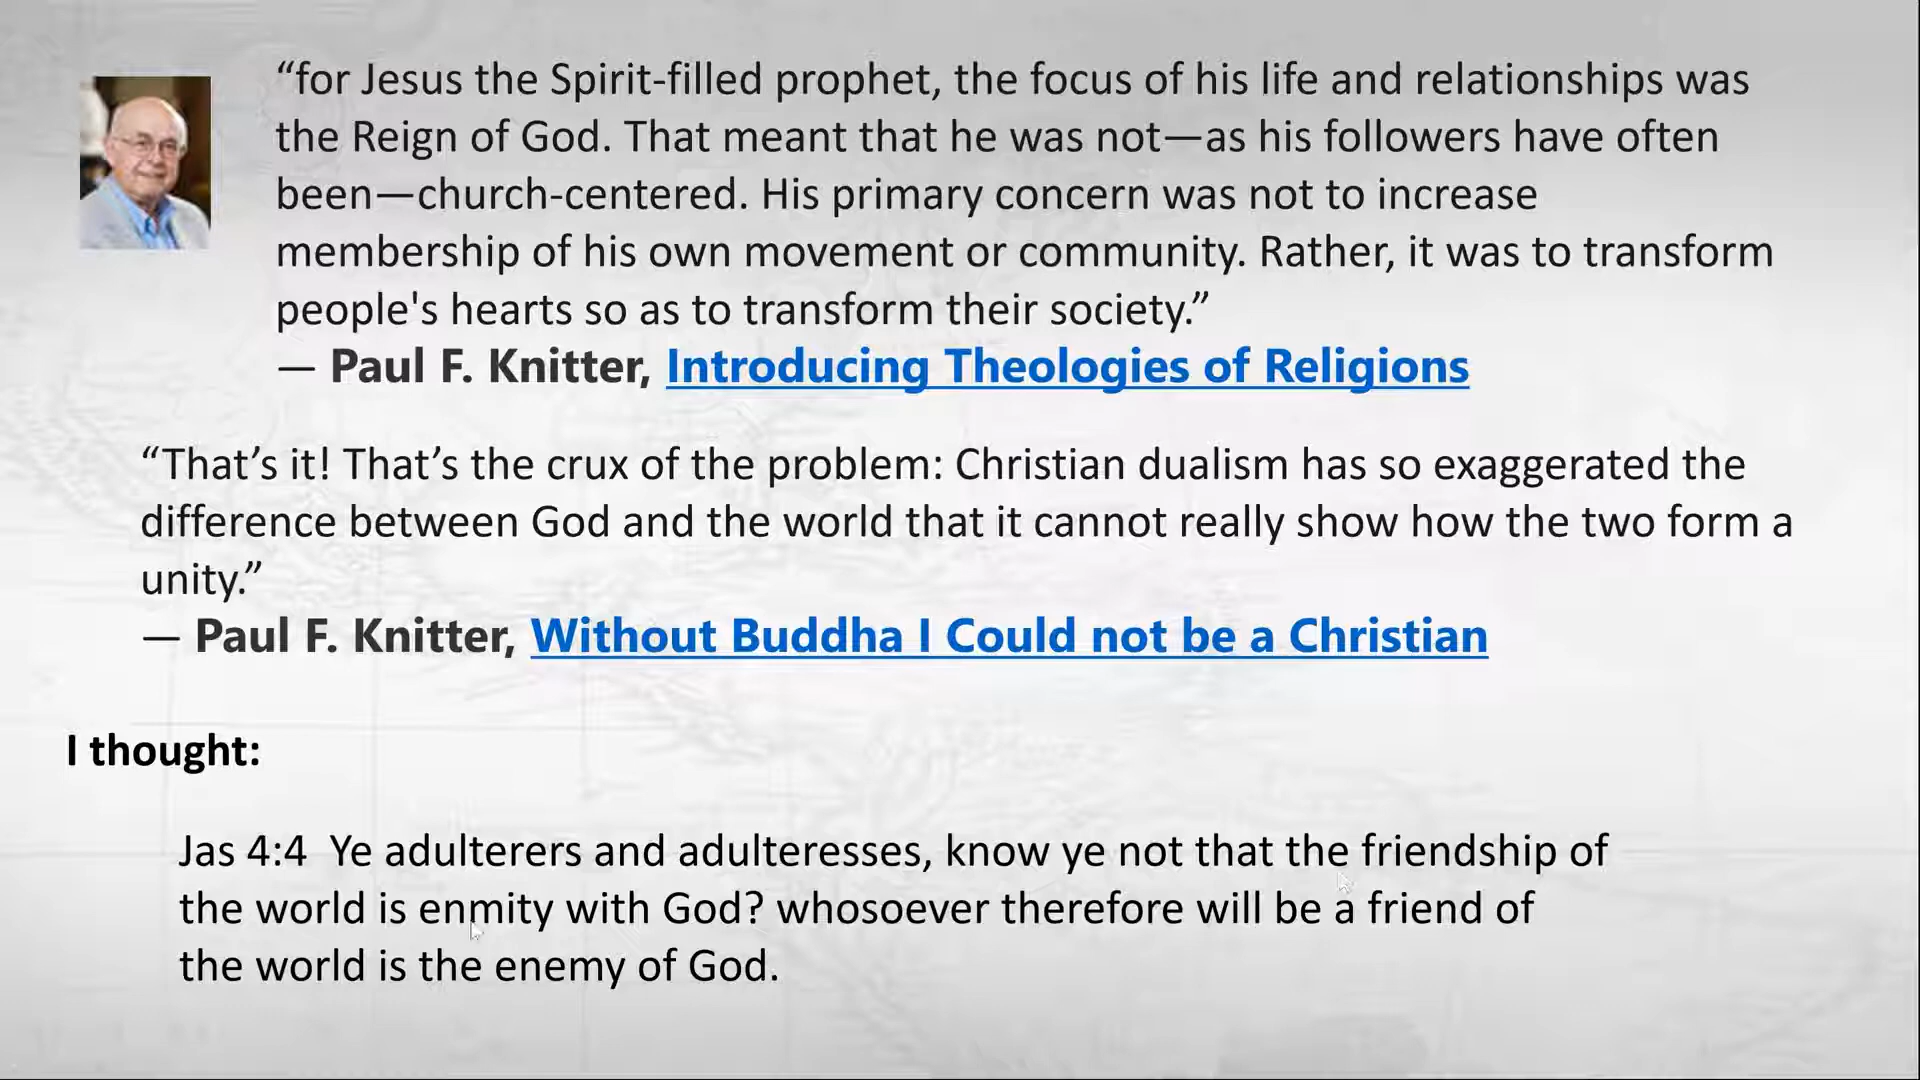 “for Jesus the Spirit-filled prophet, the focus of his life and relationships was
the Reign of God. That meant that he was not—as his followers have often
been—church-centered. His primary concern was not to increase
membership of his own movement or community. Rather, it was to transform
people's hearts so as to transform their society.”
— Paul F. Knitter, Introducing Theologies of Religions
“That’s it! That’s the crux of the problem: Christian dualism has so exaggerated the
difference between God and the world that it cannot really show how the two form a
unity.”
— Paul F. Knitter, Without Buddha I Could not be a Christian
I thought:
Jas 4:4 Ye adulterers and adulteresses, know ye not that the friendship of
the world is enmity with God? whosoever therefore will be a friend of
the world is the enemy of God.